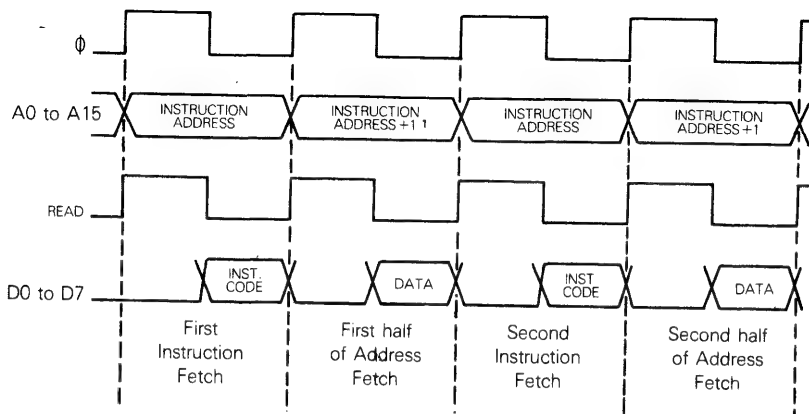 ϕ
A0 to A15
INSTRUCTION
ADDRESS
INSTRUCTION
ADDRESS+1 1
INSTRUCTION
ADDRESS
INSTRUCTION
ADDRESS +1
READ
D0 to D7
INST.
CODE
DATA
INST
CODE
DATA
First
Instruction
Fetch
First half
of Address
Fetch
Second
Instruction
Fetch
Second half
of Address
Fetch